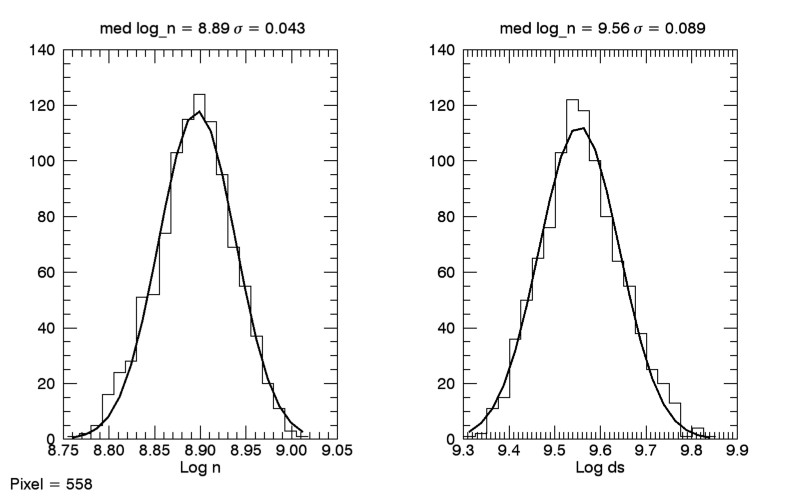 med log_n = 8.89 σ = 0.043
med log_n = 9.56 σ = 0.089
140
120
100
80
60
40
20
0
8.75 8.80 8.85 8.90 8.95 9.00 9.05
Log n
140
120
100
80
60
40
20
0
9.3 9.4 9.5 9.6 9.7 9.8 9.9
Log ds
Pixel = 558